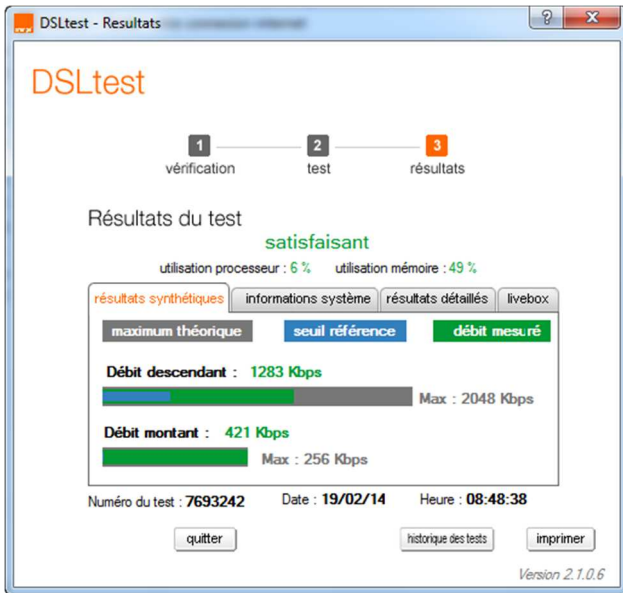 DSLtest - Resultats
DSLtest
1 2 3
vérification test résultats
Résultats du test
satisfaisant
utilisation processeur : 6 % utilisation mémoire : 49 %
résultats synthétiques informations système résultats détaillés livebox
maximum théorique seuil référence débit mesuré
Débit descendant : 1283 Kbps
Max : 2048 Kbps
Débit montant : 421 Kbps
Max : 256 Kbps
Numéro du test : 7693242 Date : 19/02/14 Heure : 08:48:38
quitter historique des tests imprimer
Version 2.1.0.6